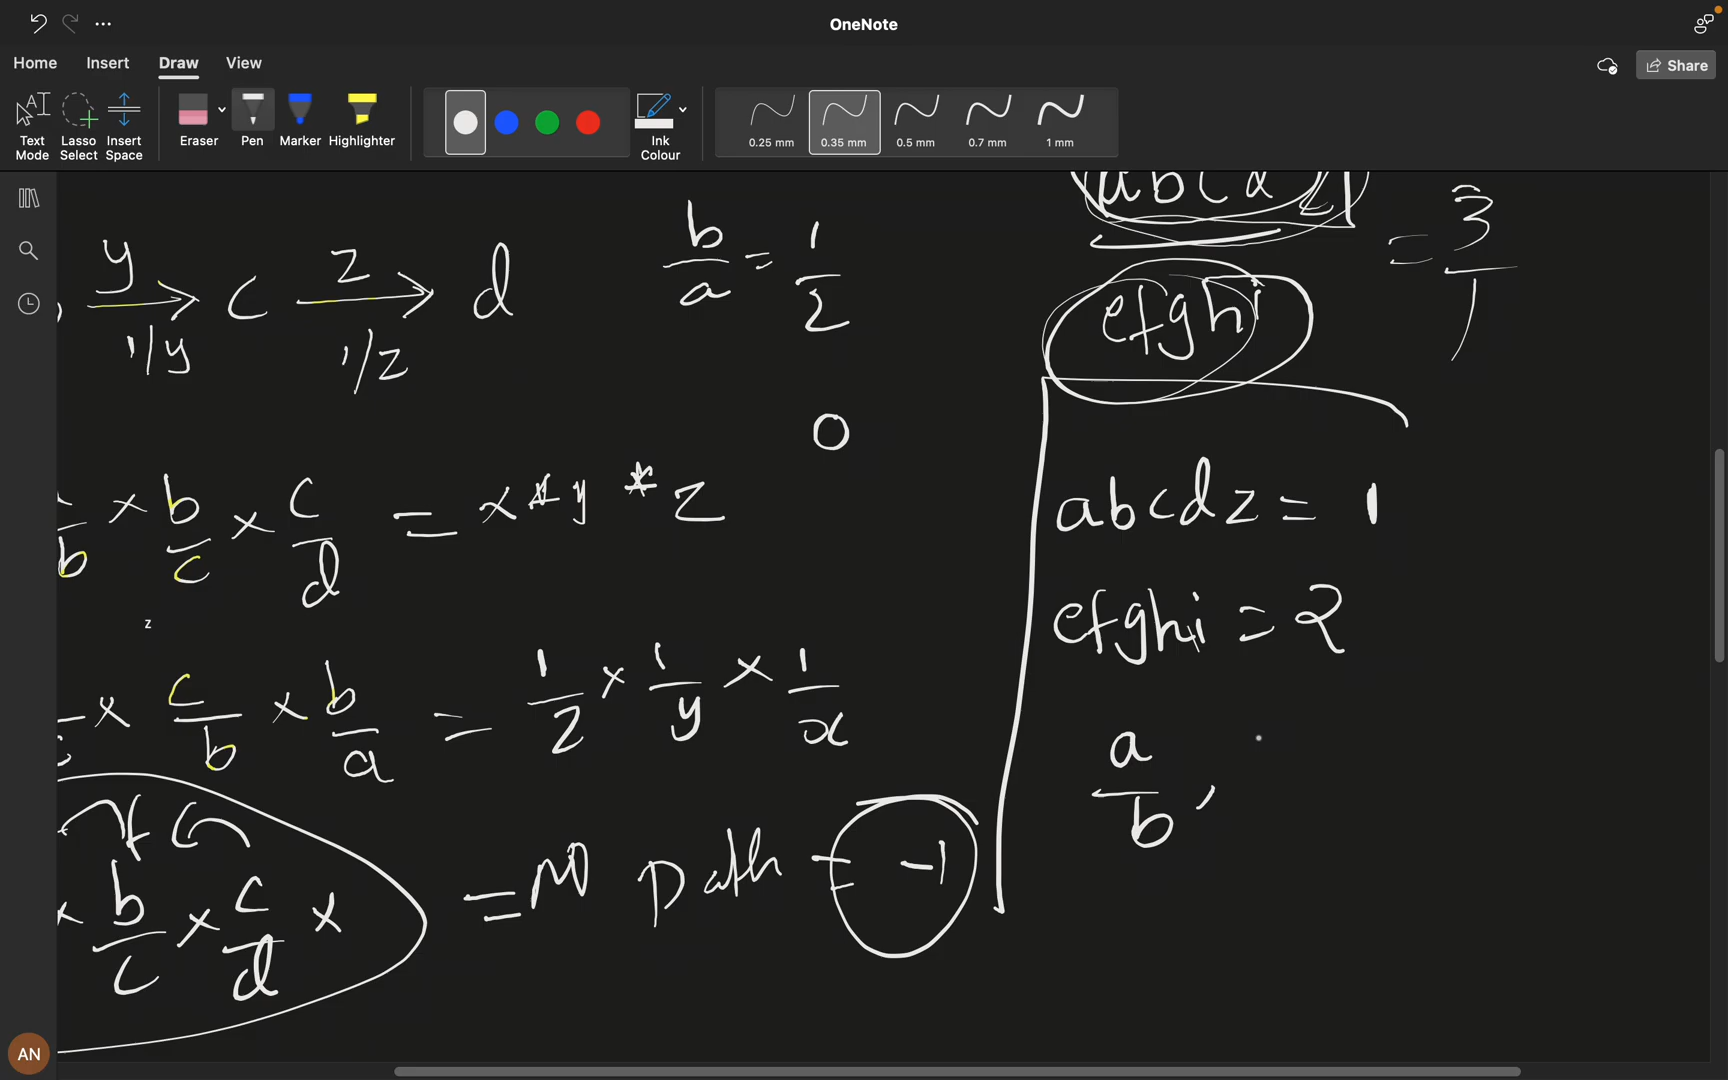 OneNote
Home Insert Draw View
Share
Text Mode
Lasso Select
Insert Space
Eraser
Pen
Marker
Highlighter
Ink Colour
0.25 mm
0.35 mm
0.5 mm
0.7 mm
1 mm
abcdz
= 3/1
y → c z → d
1/y 1/z
b/a = 1/2
efghi
0
b × b/c × c/d = x * y * z
abcdz = 1
efghi = 2
z
× c/b × b/a = 1/z × 1/y × 1/x
a/b ,
× b/c × c/d ×
= NO path = -1
AN